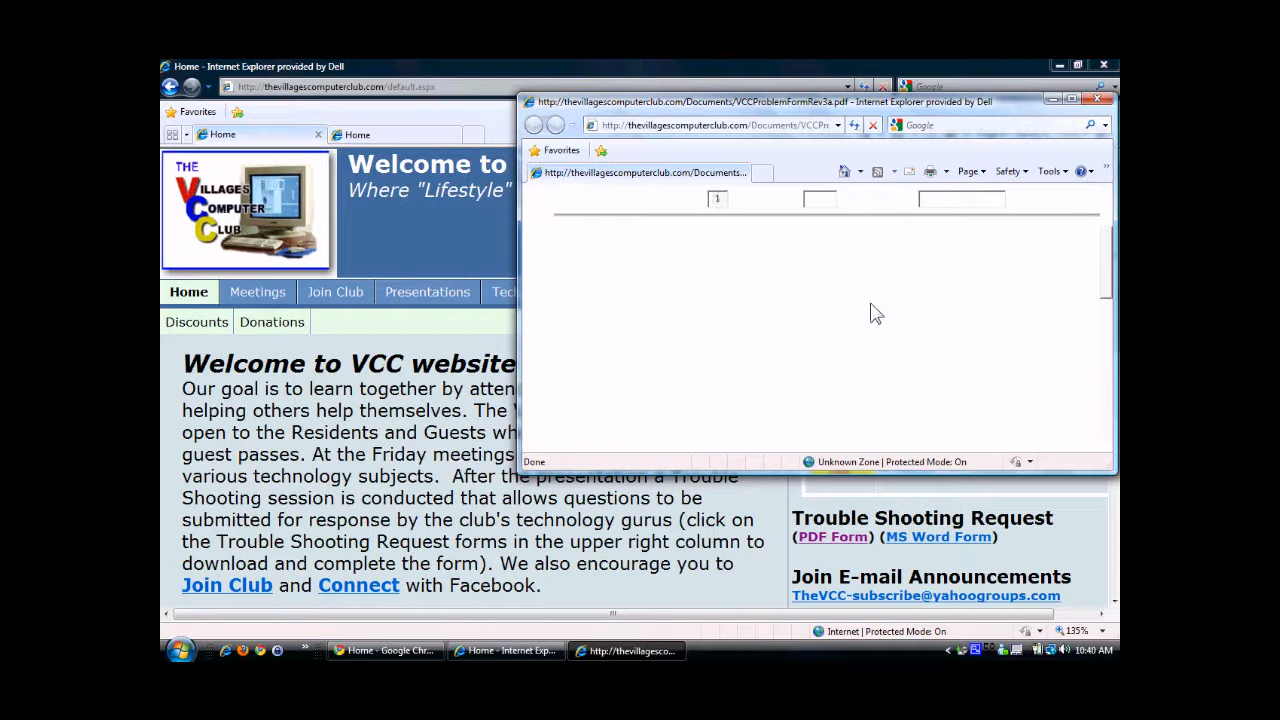 Home - Internet Explorer provided by Dell
http://thevillagescomputerclub.com/default.aspx
Google
Favorites
Home
Home
http://thevillagescomputerclub.com/Documents/VCCProblemFormRev3a.pdf - Internet Explorer provided by Dell
http://thevillagescomputerclub.com/Documents/VCCPr
Google
Favorites
http://thevillagescomputerclub.com/Documents...
Page
Safety
Tools
1
Done
Unknown Zone | Protected Mode: On
THE
VILLAGES
COMPUTER
CLUB
Welcome to
Where "Lifestyle"
Home
Meetings
Join Club
Presentations
Tec
Discounts
Donations
Welcome to VCC website
Our goal is to learn together by atten
helping others help themselves. The
open to the Residents and Guests wh
guest passes. At the Friday meetings
various technology subjects. After the presentation a Trouble
Shooting session is conducted that allows questions to be
submitted for response by the club's technology gurus (click on
the Trouble Shooting Request forms in the upper right column to
download and complete the form). We also encourage you to
Join Club and Connect with Facebook.
Trouble Shooting Request
(PDF Form) (MS Word Form)
Join E-mail Announcements
TheVCC-subscribe@yahoogroups.com
Internet | Protected Mode: On
135%
Home - Google Chr...
Home - Internet Exp...
http://thevillagesco...
10:40 AM